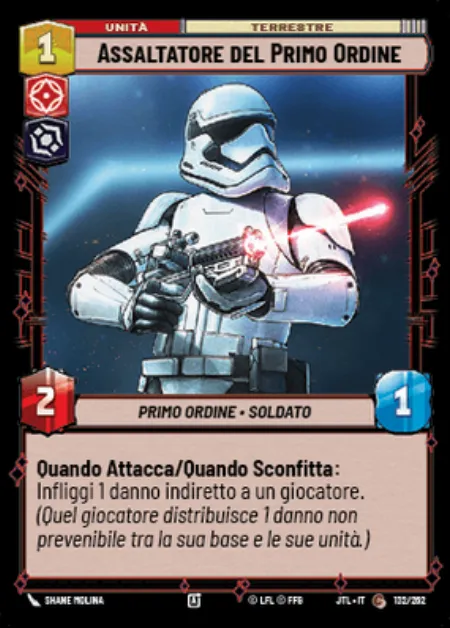 UNITÀ
TERRESTRE
1
ASSALTATORE DEL PRIMO ORDINE
2
PRIMO ORDINE • SOLDATO
1
Quando Attacca/Quando Sconfitta:
Infliggi 1 danno indiretto a un giocatore.
(Quel giocatore distribuisce 1 danno non
prevenibile tra la sua base e le sue unità.)
SHANE MOLINA
A
© LFL © FFG
JTL • IT
C
132/262